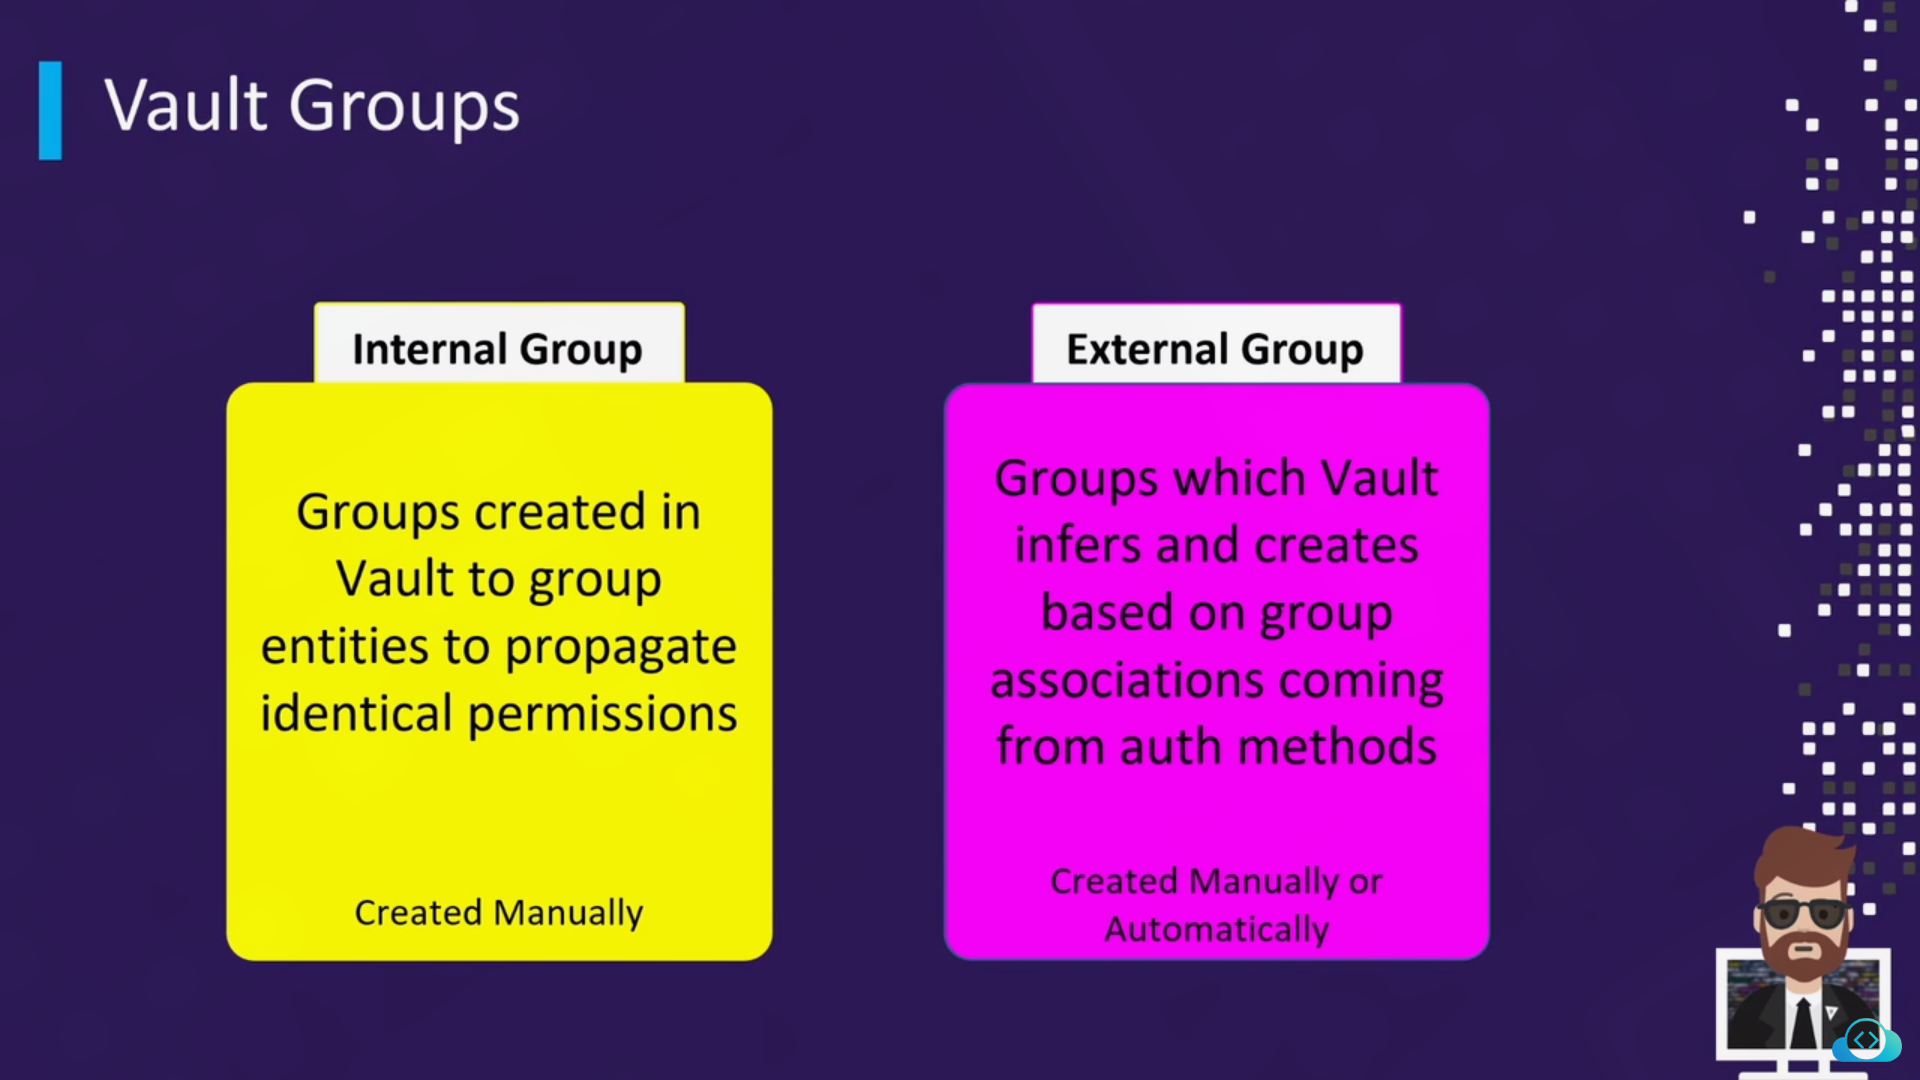 Vault Groups
Internal Group
Groups created in
Vault to group
entities to propagate
identical permissions
Created Manually
External Group
Groups which Vault
infers and creates
based on group
associations coming
from auth methods
Created Manually or
Automatically